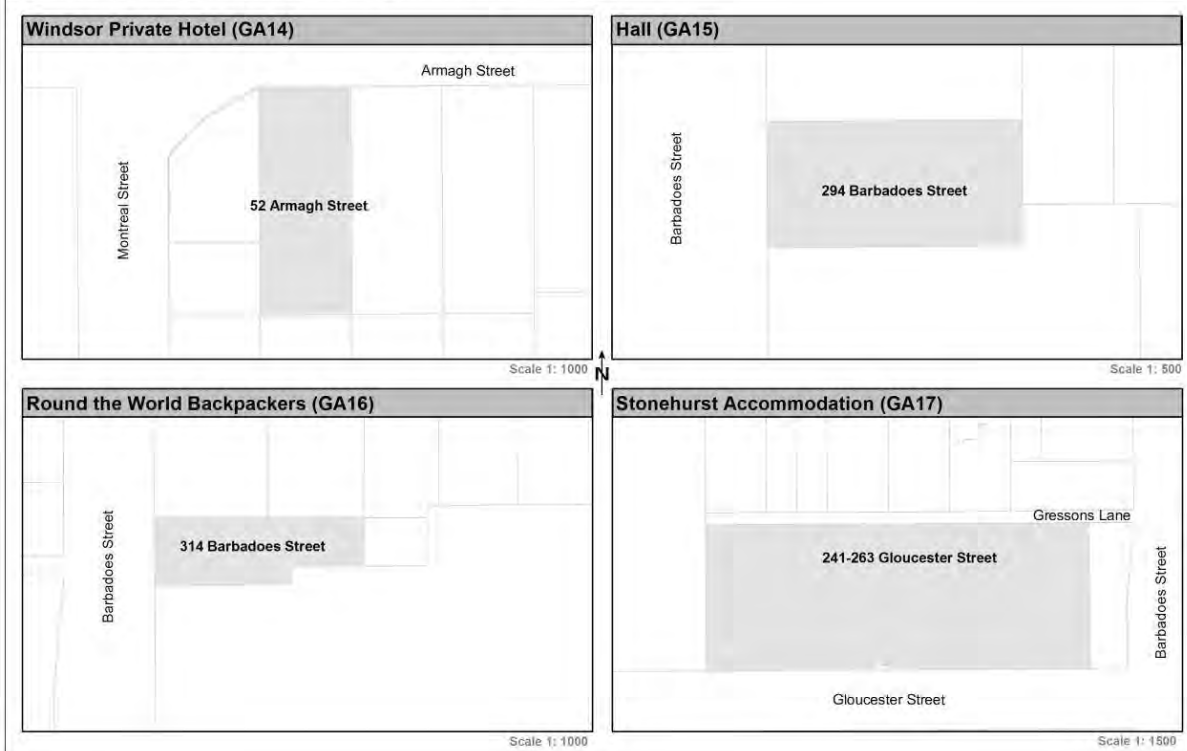 Windsor Private Hotel (GA14)
Armagh Street
Montreal Street
52 Armagh Street
Scale 1: 1000
Hall (GA15)
Barbadoes Street
294 Barbadoes Street
Scale 1: 500
N
Round the World Backpackers (GA16)
Barbadoes Street
314 Barbadoes Street
Scale 1: 1000
Stonehurst Accommodation (GA17)
Gressons Lane
241-263 Gloucester Street
Barbadoes Street
Gloucester Street
Scale 1: 1500